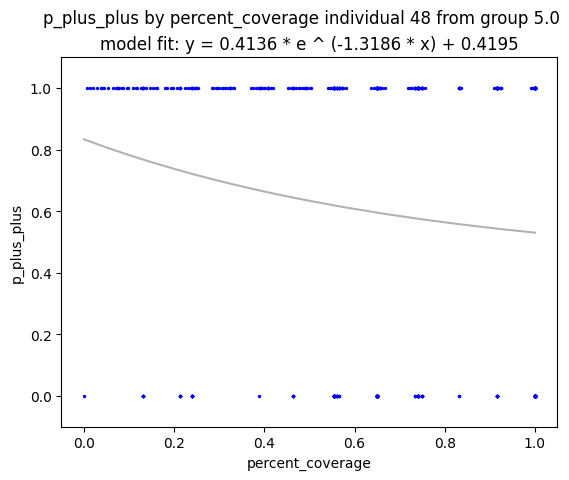 p_plus_plus by percent_coverage individual 48 from group 5.0
model fit: y = 0.4136 * e ^ (-1.3186 * x) + 0.4195
1.0
0.8
0.6
0.4
0.2
0.0
p_plus_plus
0.0 0.2 0.4 0.6 0.8 1.0
percent_coverage